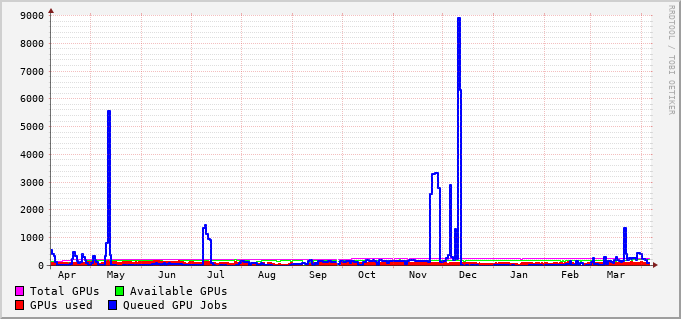 9000
8000
7000
6000
5000
4000
3000
2000
1000
0
Apr May Jun Jul Aug Sep Oct Nov Dec Jan Feb Mar
Total GPUs Available GPUs
GPUs used Queued GPU Jobs
RRDTOOL / TOBI OETIKER